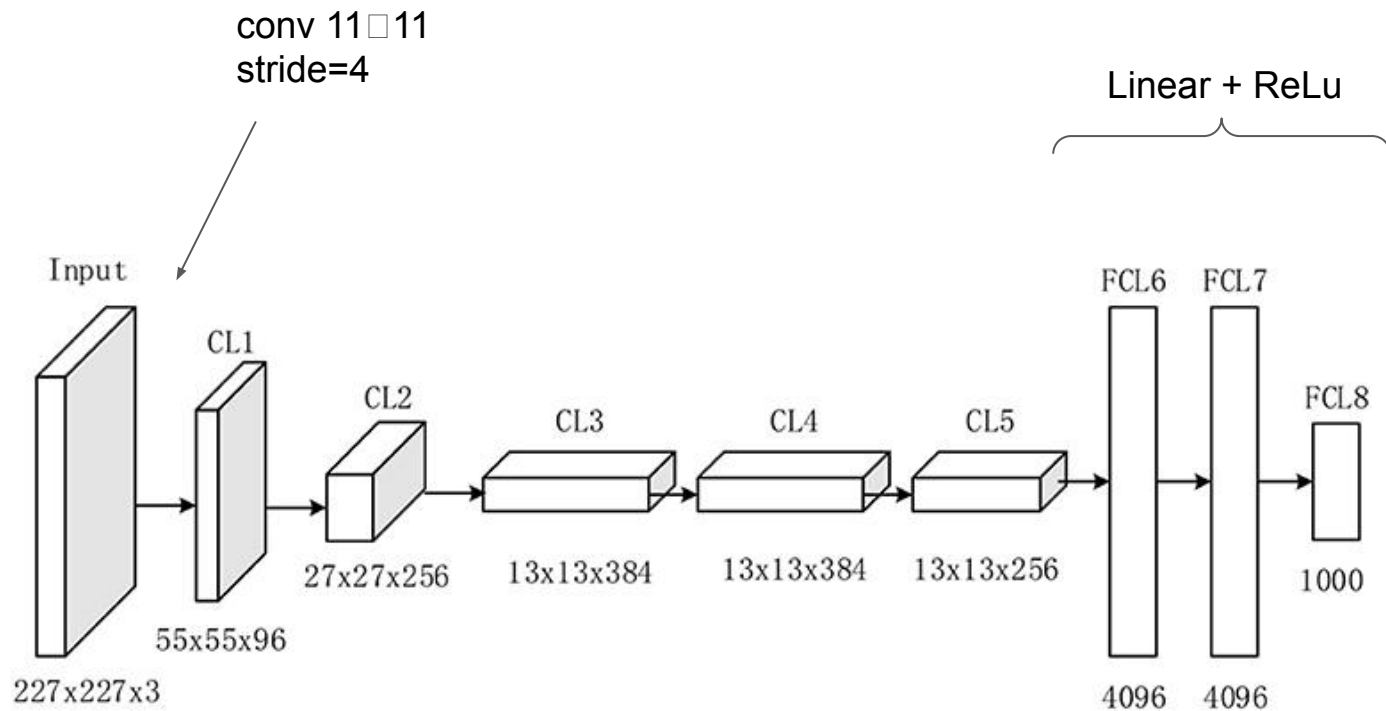 conv 11□11
stride=4
Linear + ReLu
Input
CL1
CL2
CL3
CL4
CL5
FCL6
FCL7
FCL8
227x227x3
55x55x96
27x27x256
13x13x384
13x13x384
13x13x256
4096
4096
1000